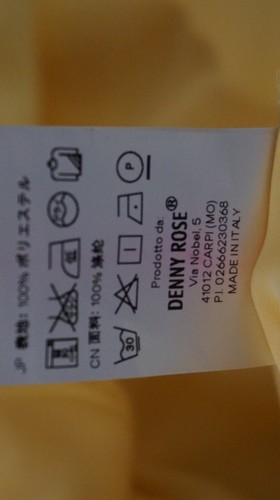 JP 表地: 100% ポリエステル
CN 面料: 100% 涤纶
30
P
Prodotto da:
DENNY ROSE®
Via Nobel, 5
41012 CARPI (MO)
P.I. 02666230368
MADE IN ITALY